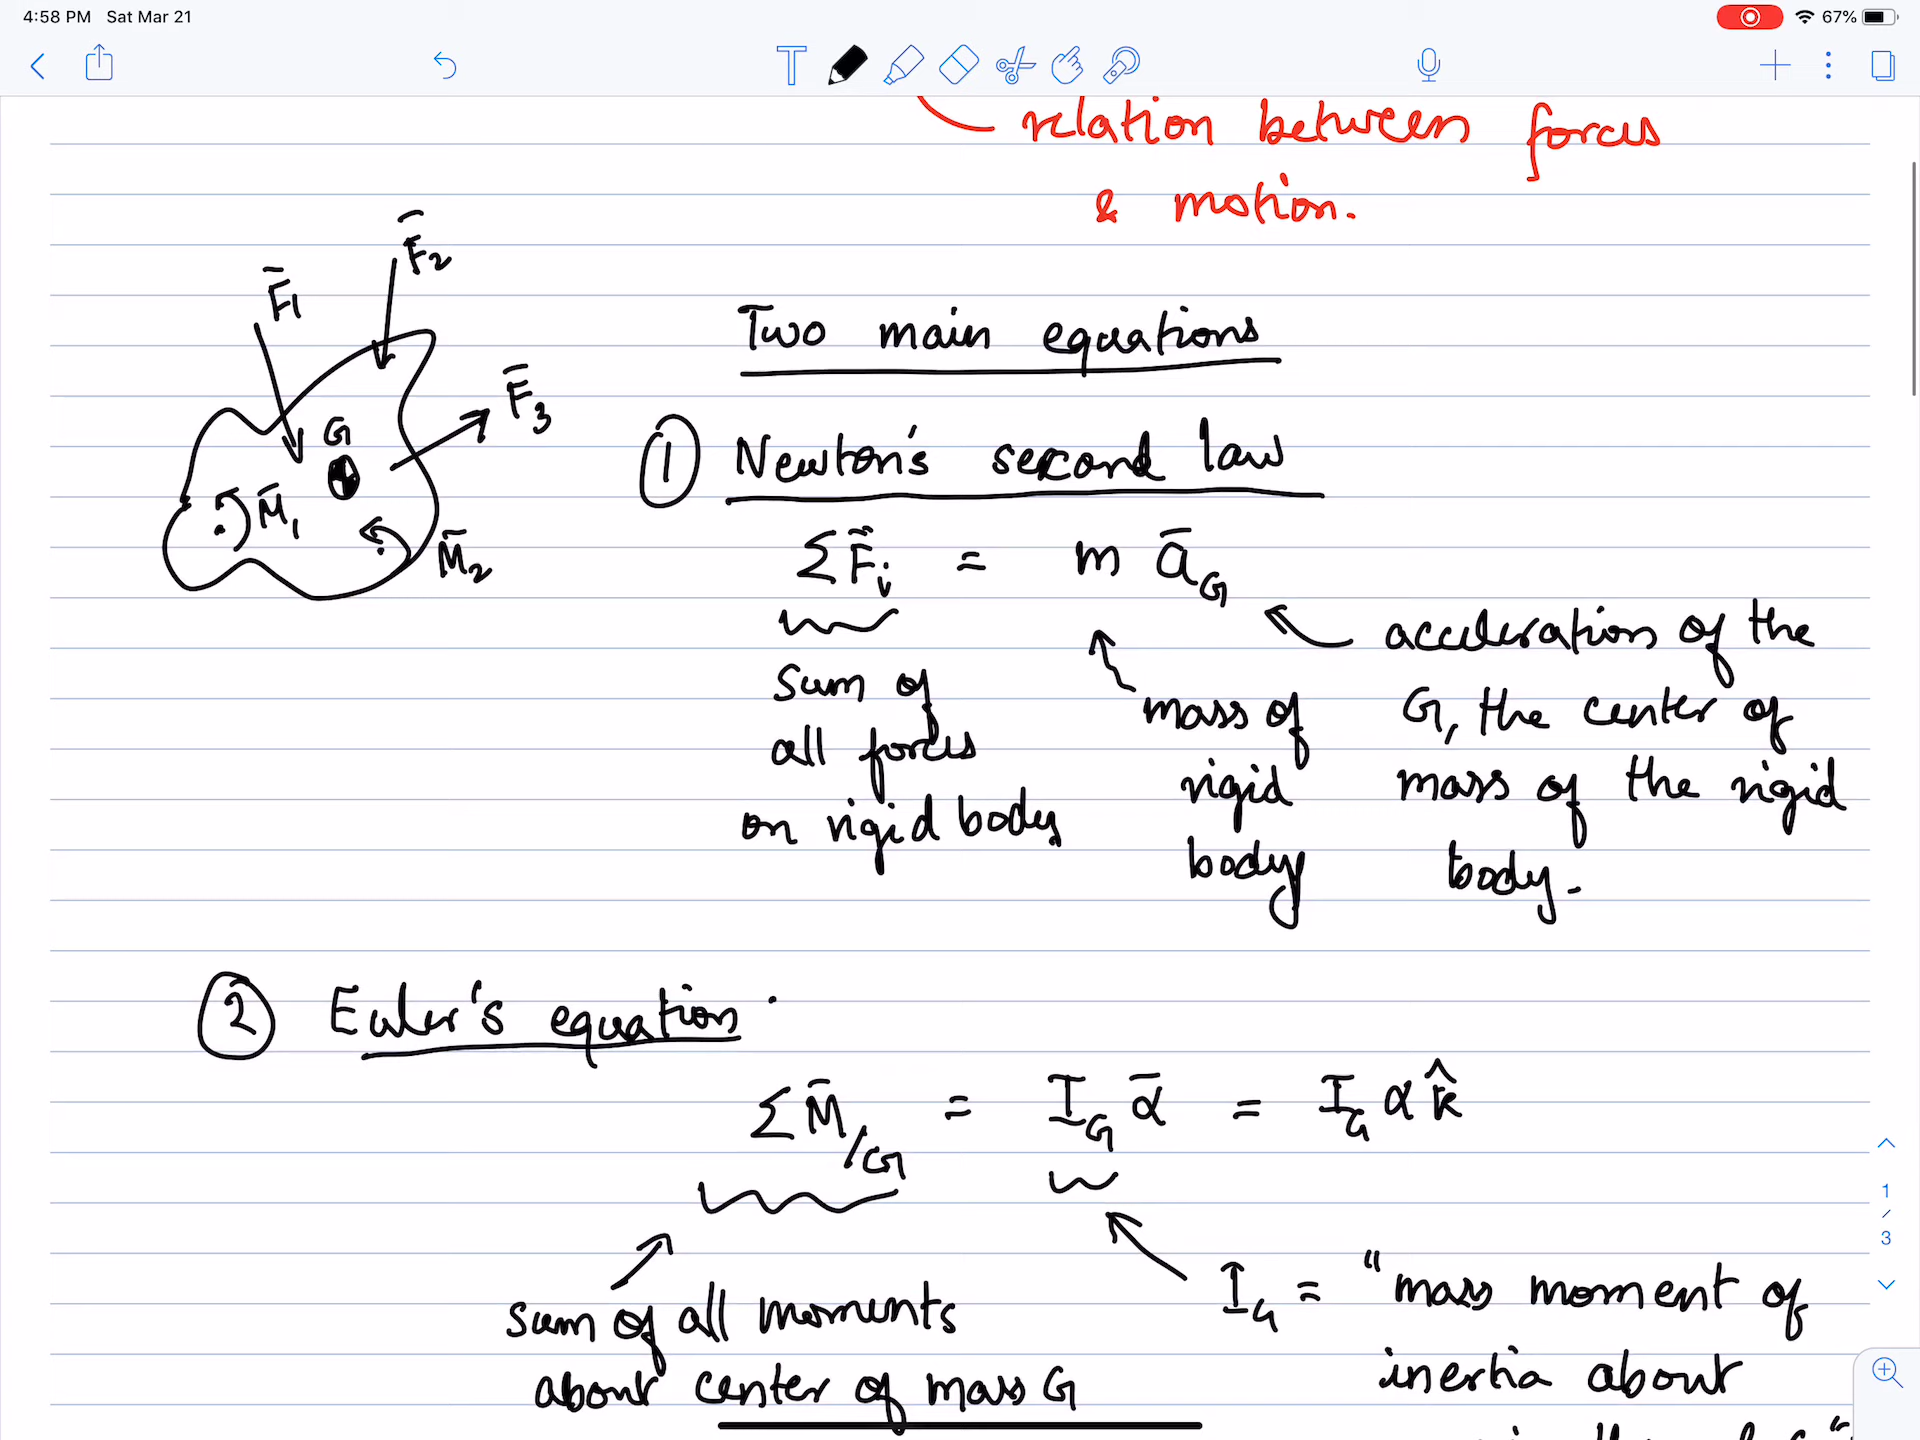 4:58 PM Sat Mar 21
67%
relation between forces
& motion.
F̄1
F̄2
F̄3
G
M̄1
M̄2
Two main equations
① Newton's second law
ΣF̄i = m āG
sum of
all forces
on rigid body
mass of
rigid
body
acceleration of the
G, the center of
mass of the rigid
body.
② Euler's equation
ΣM̄/G = IG ᾱ = IG α k̂
sum of all moments
about center of mass G
IG = "mass moment of
inertia about
1
/
3